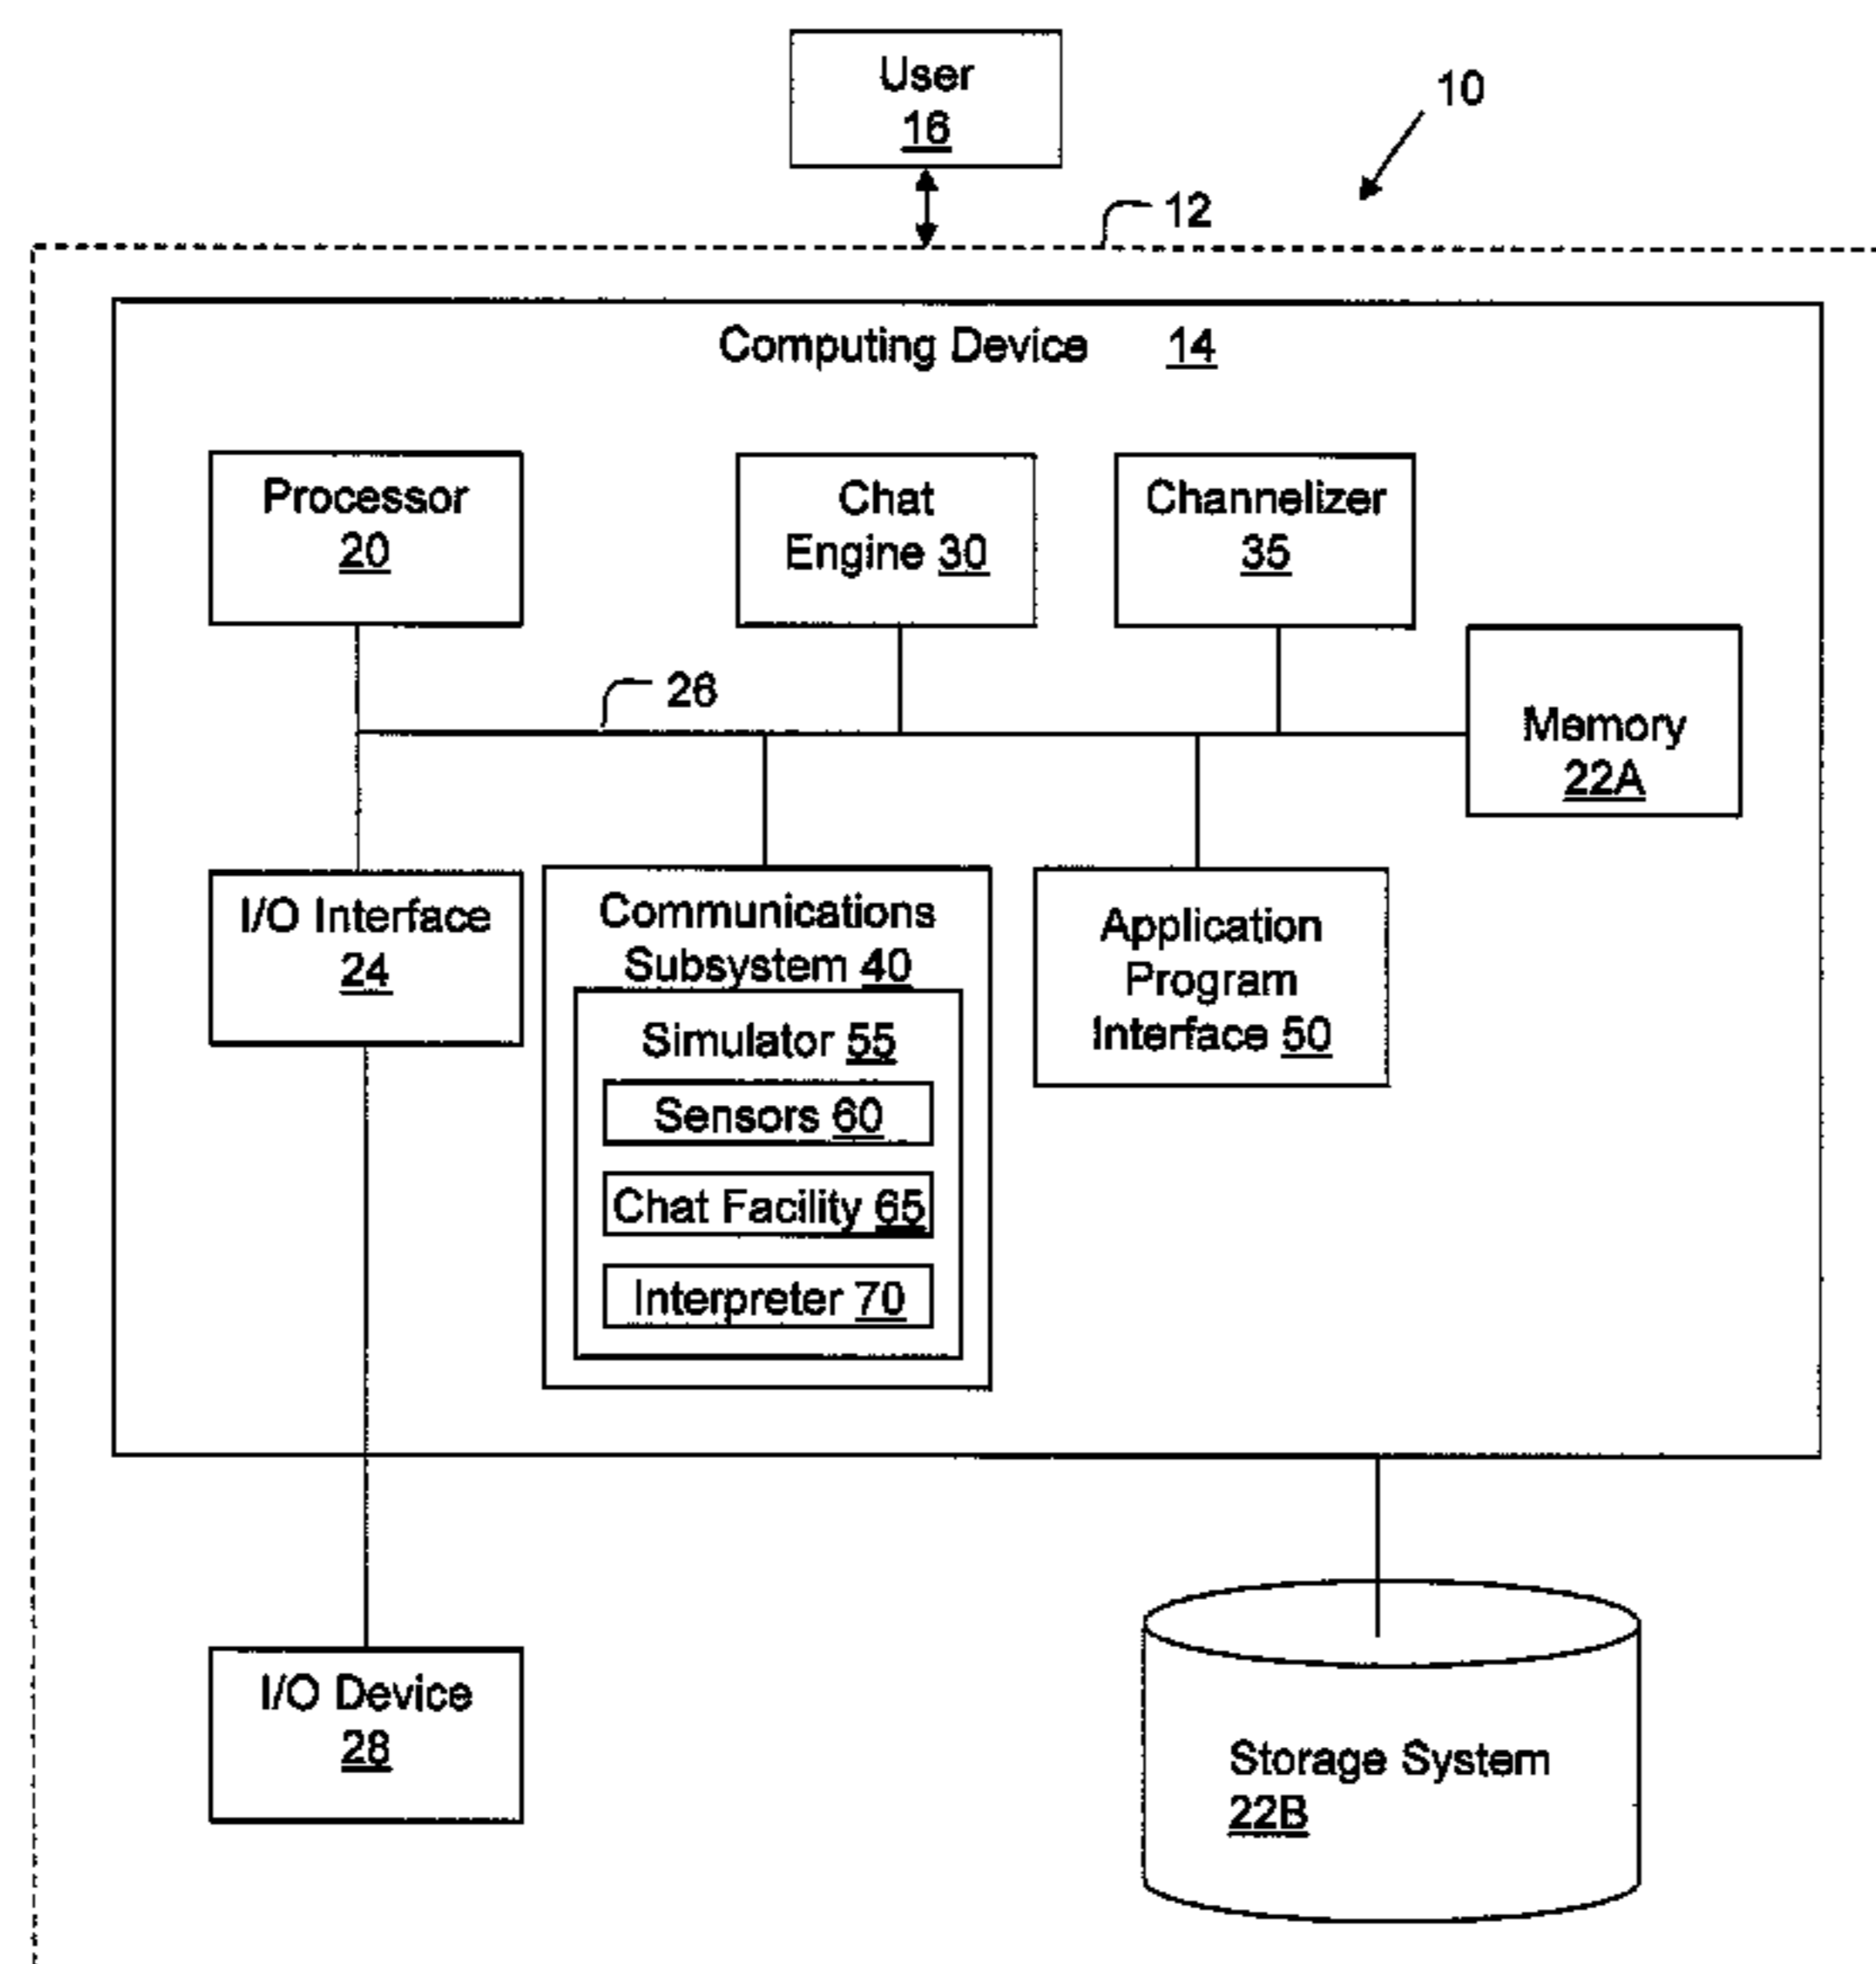 User
16
10
12
Computing Device 14
Processor
20
Chat
Engine 30
Channelizer
35
26
Memory
22A
I/O Interface
24
Communications
Subsystem 40
Simulator 55
Sensors 60
Chat Facility 65
Interpreter 70
Application
Program
Interface 50
I/O Device
28
Storage System
22B